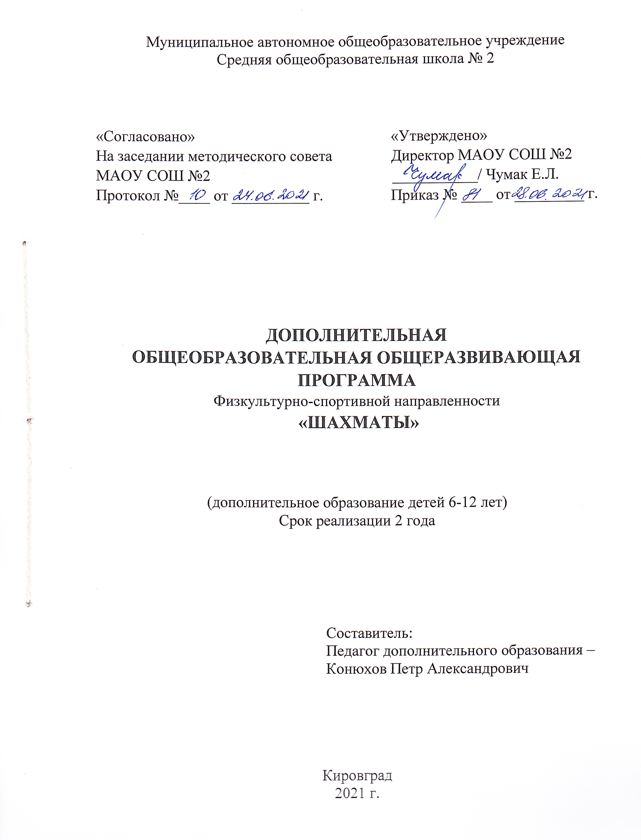 Муниципальное автономное общеобразовательное учреждение
Средняя общеобразовательная школа № 2
«Согласовано»
На заседании методического совета
МАОУ СОШ №2
Протокол № 10 от 24.06.2021 г.
«Утверждено»
Директор МАОУ СОШ №2
Чумак / Чумак Е.Л.
Приказ № 81 от 28.06.2021г.
ДОПОЛНИТЕЛЬНАЯ
ОБЩЕОБРАЗОВАТЕЛЬНАЯ ОБЩЕРАЗВИВАЮЩАЯ
ПРОГРАММА
Физкультурно-спортивной направленности
«ШАХМАТЫ»
(дополнительное образование детей 6-12 лет)
Срок реализации 2 года
Составитель:
Педагог дополнительного образования –
Конюхов Петр Александрович
Кировград
2021 г.